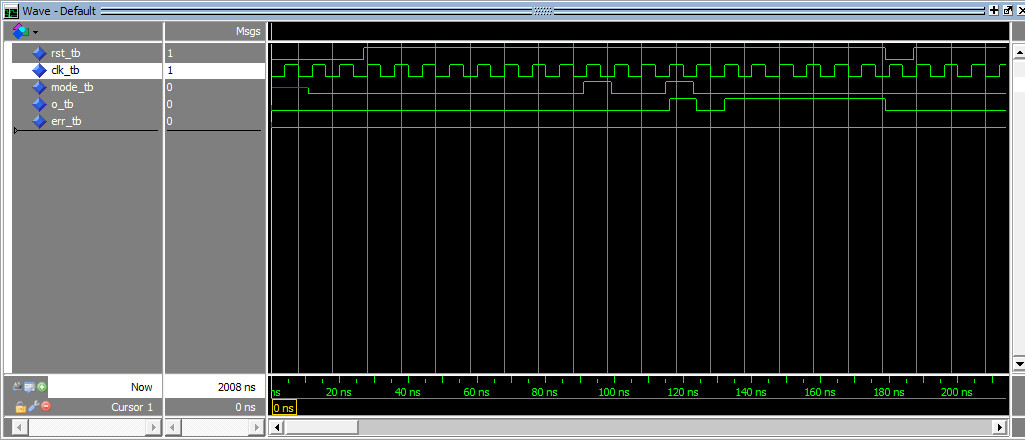 Wave - Default
Msgs
rst_tb 1
clk_tb 1
mode_tb 0
o_tb 0
err_tb 0
Now 2008 ns
ns 20 ns 40 ns 60 ns 80 ns 100 ns 120 ns 140 ns 160 ns 180 ns 200 ns
Cursor 1 0 ns
0 ns